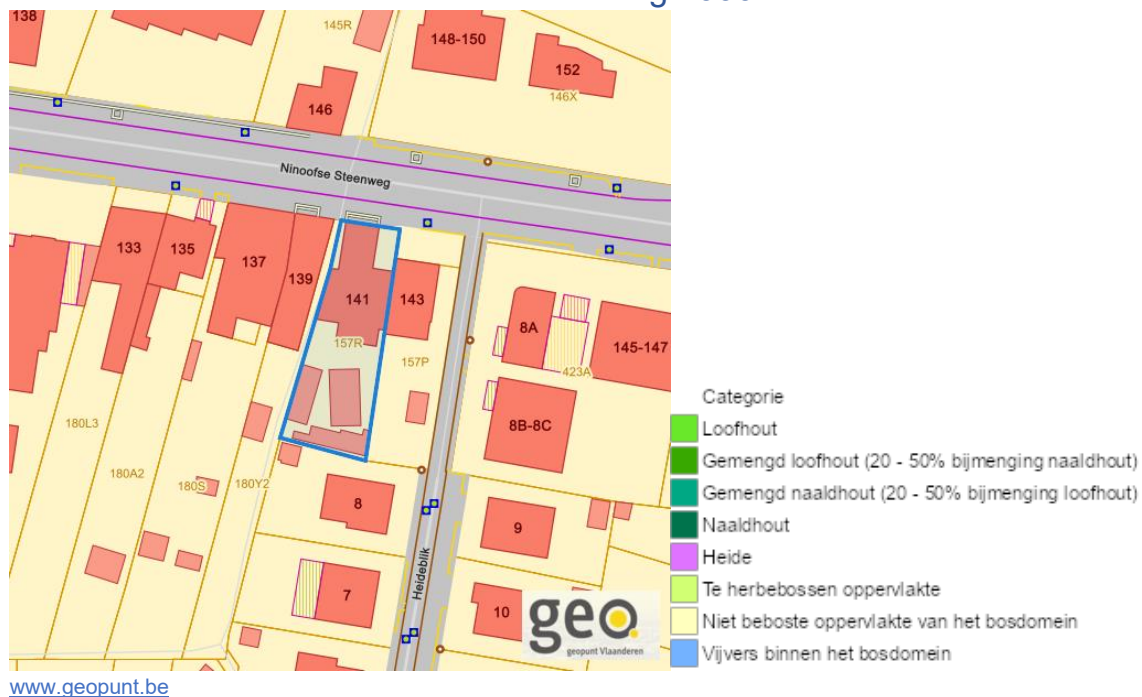 138
145R
148-150
152
146X
146
Ninoofse Steenweg
133
135
137
139
141
143
157R
157P
8A
145-147
423A
8B-8C
180L3
180A2
180S
180Y2
8
9
7
10
Heideblik
geo.
geopunt Vlaanderen
Categorie
Loofhout
Gemengd loofhout (20 - 50% bijmenging naaldhout)
Gemengd naaldhout (20 - 50% bijmenging loofhout)
Naaldhout
Heide
Te herbebossen oppervlakte
Niet beboste oppervlakte van het bosdomein
Vijvers binnen het bosdomein
www.geopunt.be